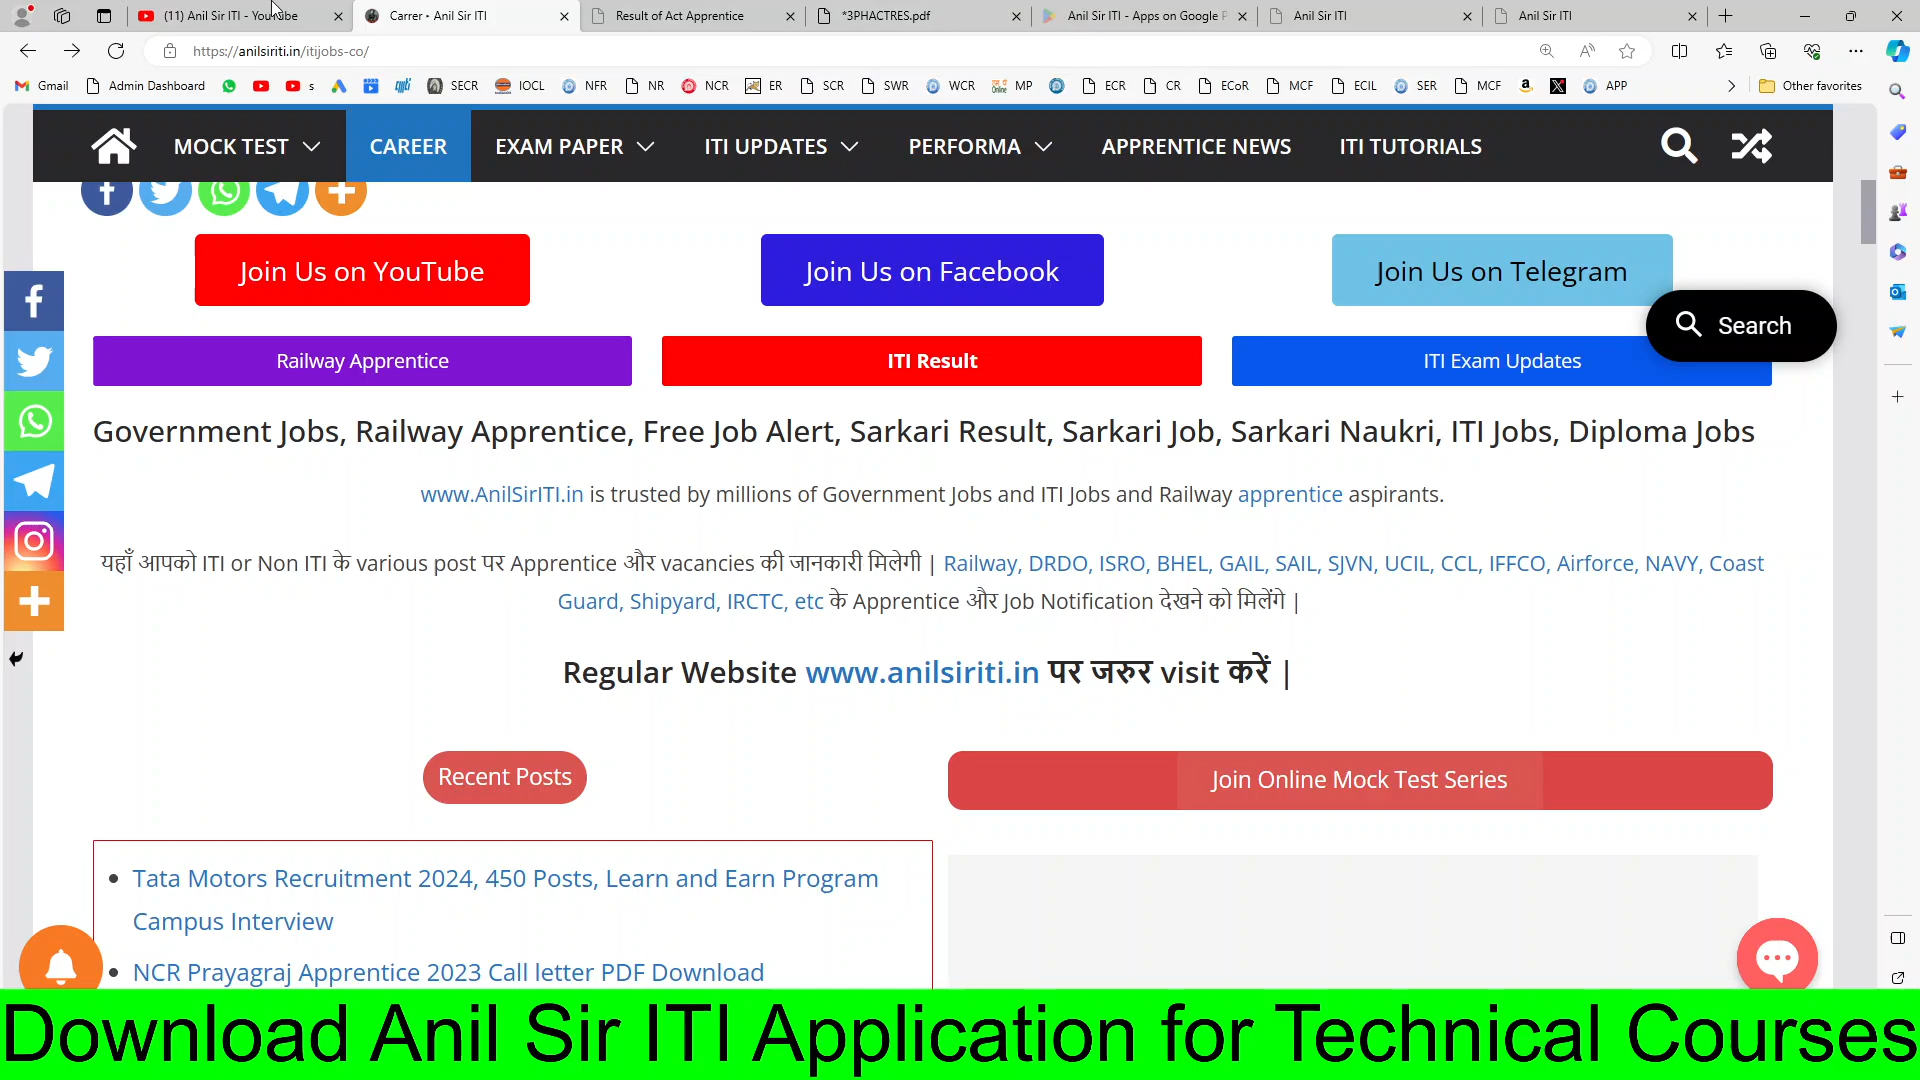 (11) Anil Sir ITI - YouTube
Carrer • Anil Sir ITI
Result of Act Apprentice
*3PHACTRES.pdf
Anil Sir ITI - Apps on Google P
Anil Sir ITI
Anil Sir ITI
https://anilsiriti.in/itijobs-co/
Gmail Admin Dashboard s SECR IOCL NFR NR NCR ER SCR SWR WCR MP ECR CR ECoR MCF ECIL SER MCF APP Other favorites
MOCK TEST CAREER EXAM PAPER ITI UPDATES PERFORMA APPRENTICE NEWS ITI TUTORIALS
Join Us on YouTube Join Us on Facebook Join Us on Telegram
Search
Railway Apprentice ITI Result ITI Exam Updates
Government Jobs, Railway Apprentice, Free Job Alert, Sarkari Result, Sarkari Job, Sarkari Naukri, ITI Jobs, Diploma Jobs
www.AnilSirITI.in is trusted by millions of Government Jobs and ITI Jobs and Railway apprentice aspirants.
यहाँ आपको ITI or Non ITI के various post पर Apprentice और vacancies की जानकारी मिलेगी | Railway, DRDO, ISRO, BHEL, GAIL, SAIL, SJVN, UCIL, CCL, IFFCO, Airforce, NAVY, Coast
Guard, Shipyard, IRCTC, etc के Apprentice और Job Notification देखने को मिलेंगे |
Regular Website www.anilsiriti.in पर जरुर visit करें |
Recent Posts
Join Online Mock Test Series
Tata Motors Recruitment 2024, 450 Posts, Learn and Earn Program
Campus Interview
NCR Prayagraj Apprentice 2023 Call letter PDF Download
Download Anil Sir ITI Application for Technical Courses